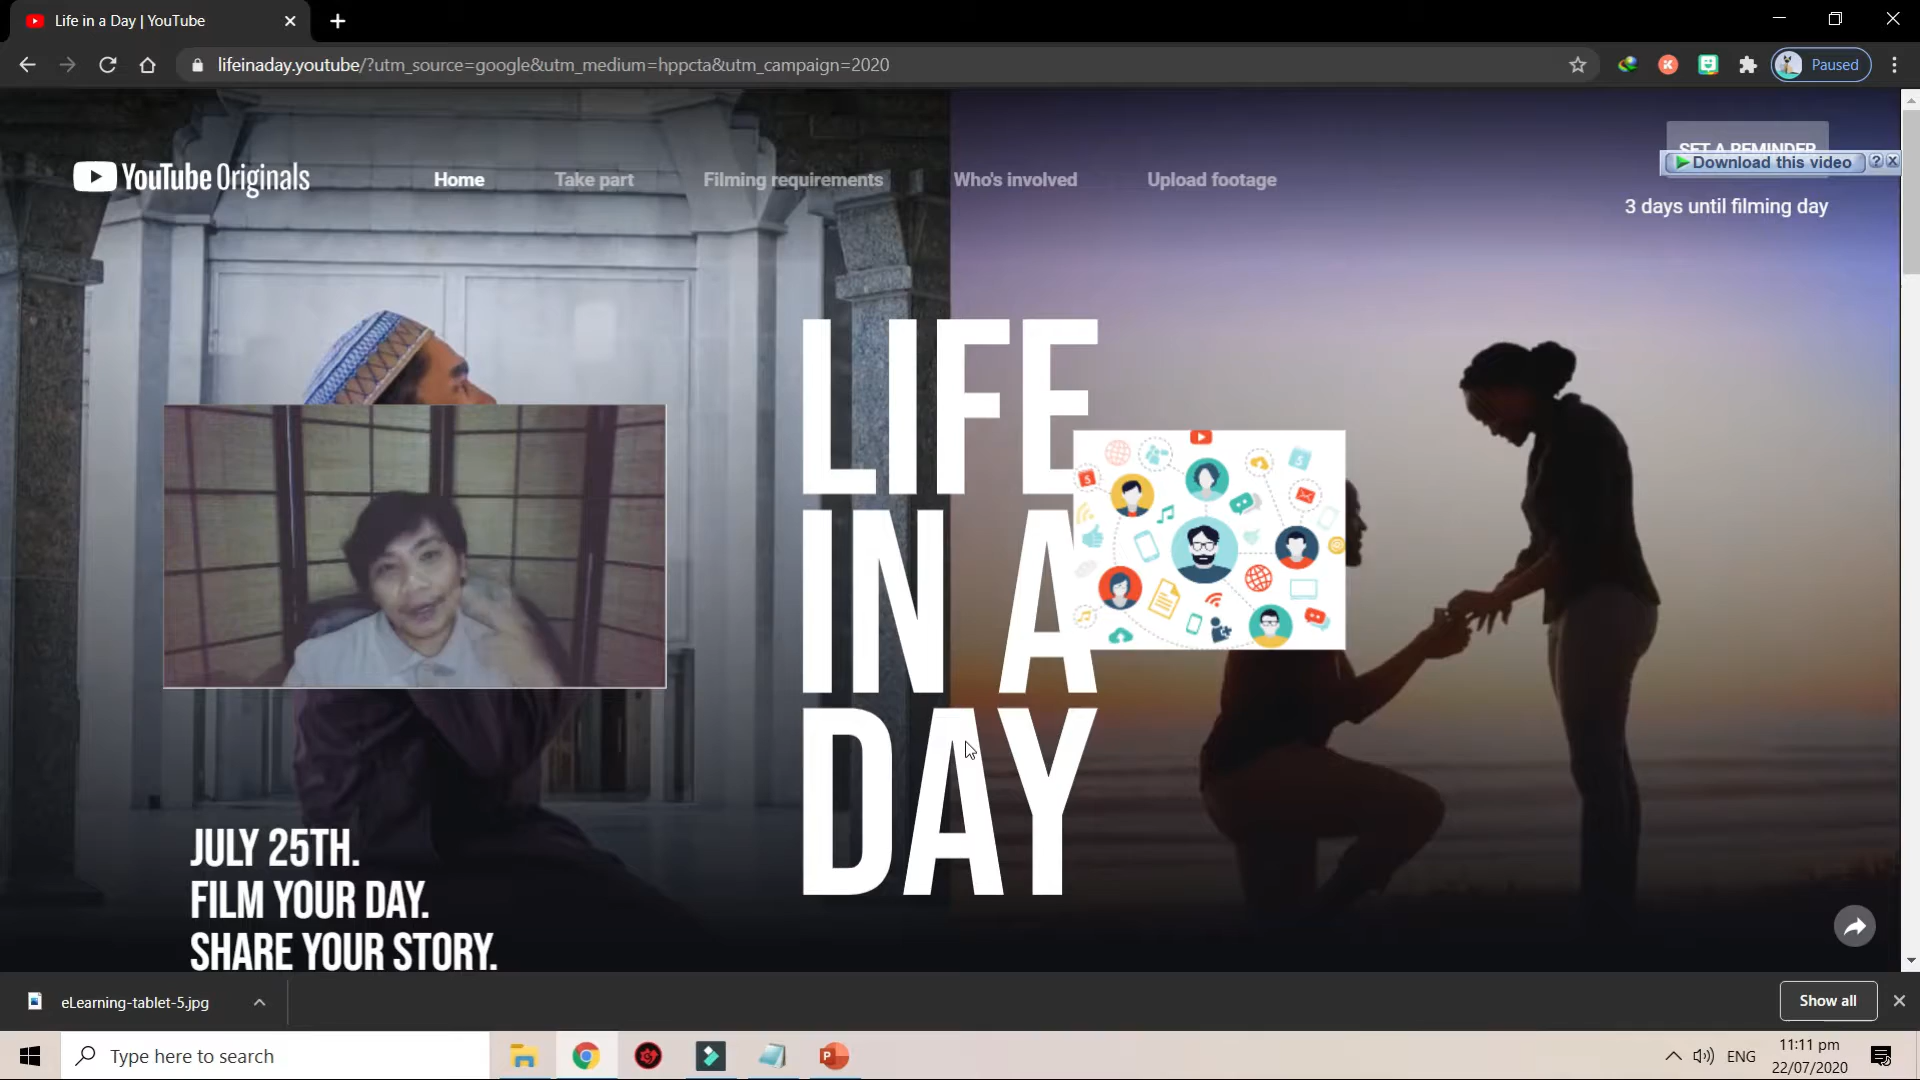 Life in a Day | YouTube
lifeinaday.youtube/?utm_source=google&utm_medium=hppcta&utm_campaign=2020
Paused
YouTube Originals
Home
Take part
Filming requirements
Who's involved
Upload footage
SET A REMINDER
Download this video
3 days until filming day
LIFE
IN A
DAY
JULY 25TH.
FILM YOUR DAY.
SHARE YOUR STORY.
eLearning-tablet-5.jpg
Show all
Type here to search
ENG
11:11 pm
22/07/2020